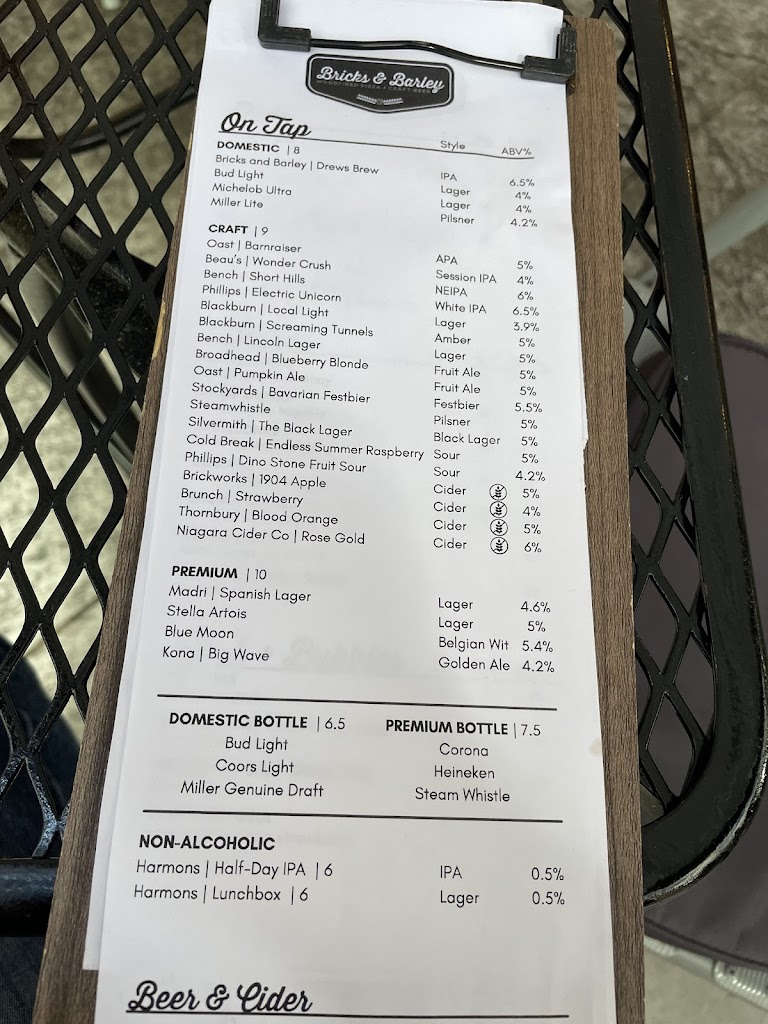 Bricks & Barley
WOODFIRED PIZZA / CRAFT BEER
On Tap Style ABV%
DOMESTIC | 8
Bricks and Barley | Drews Brew IPA 6.5%
Bud Light Lager 4%
Michelob Ultra Lager 4%
Miller Lite Pilsner 4.2%
CRAFT | 9
Oast | Barnraiser APA 5%
Beau's | Wonder Crush Session IPA 4%
Bench | Short Hills NEIPA 6%
Phillips | Electric Unicorn White IPA 6.5%
Blackburn | Local Light Lager 3.9%
Blackburn | Screaming Tunnels Amber 5%
Bench | Lincoln Lager Lager 5%
Broadhead | Blueberry Blonde Fruit Ale 5%
Oast | Pumpkin Ale Fruit Ale 5%
Stockyards | Bavarian Festbier Festbier 5.5%
Steamwhistle Pilsner 5%
Silvermith | The Black Lager Black Lager 5%
Cold Break | Endless Summer Raspberry Sour 5%
Phillips | Dino Stone Fruit Sour Sour 4.2%
Brickworks | 1904 Apple Cider 5%
Brunch | Strawberry Cider 4%
Thornbury | Blood Orange Cider 5%
Niagara Cider Co | Rose Gold Cider 6%
PREMIUM | 10
Madri | Spanish Lager Lager 4.6%
Stella Artois Lager 5%
Blue Moon Belgian Wit 5.4%
Kona | Big Wave Golden Ale 4.2%
DOMESTIC BOTTLE | 6.5
Bud Light
Coors Light
Miller Genuine Draft
PREMIUM BOTTLE | 7.5
Corona
Heineken
Steam Whistle
NON-ALCOHOLIC
Harmons | Half-Day IPA | 6 IPA 0.5%
Harmons | Lunchbox | 6 Lager 0.5%
Beer & Cider